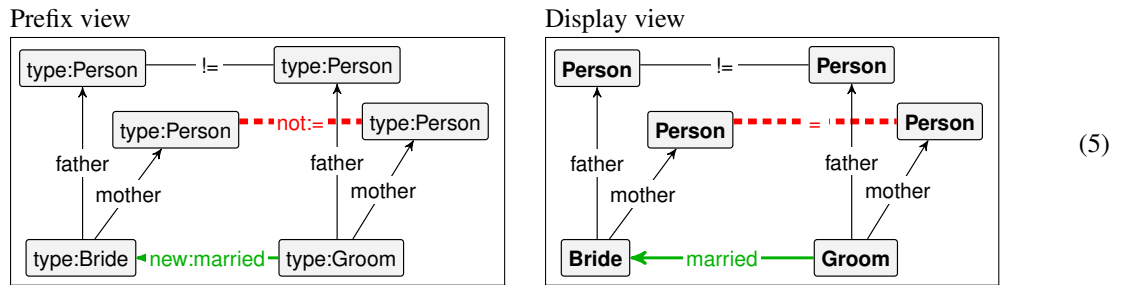 Prefix view Display view
type:Person != type:Person Person != Person
type:Person not:= type:Person Person = Person (5)
father father father father
mother mother mother mother
type:Bride new:married type:Groom Bride married Groom